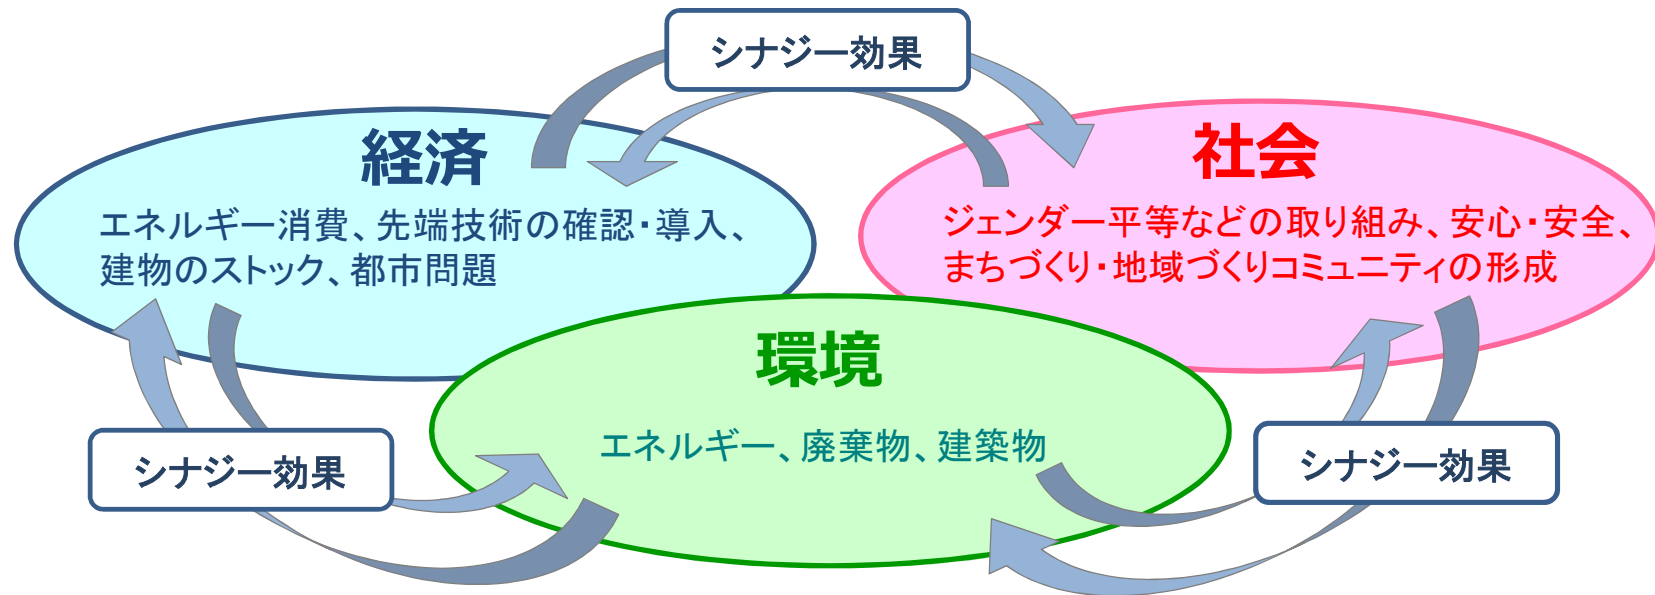 シナジー効果
経済
エネルギー消費、先端技術の確認・導入、
建物のストック、都市問題
社会
ジェンダー平等などの取り組み、安心・安全、
まちづくり・地域づくりコミュニティの形成
環境
エネルギー、廃棄物、建築物
シナジー効果
シナジー効果